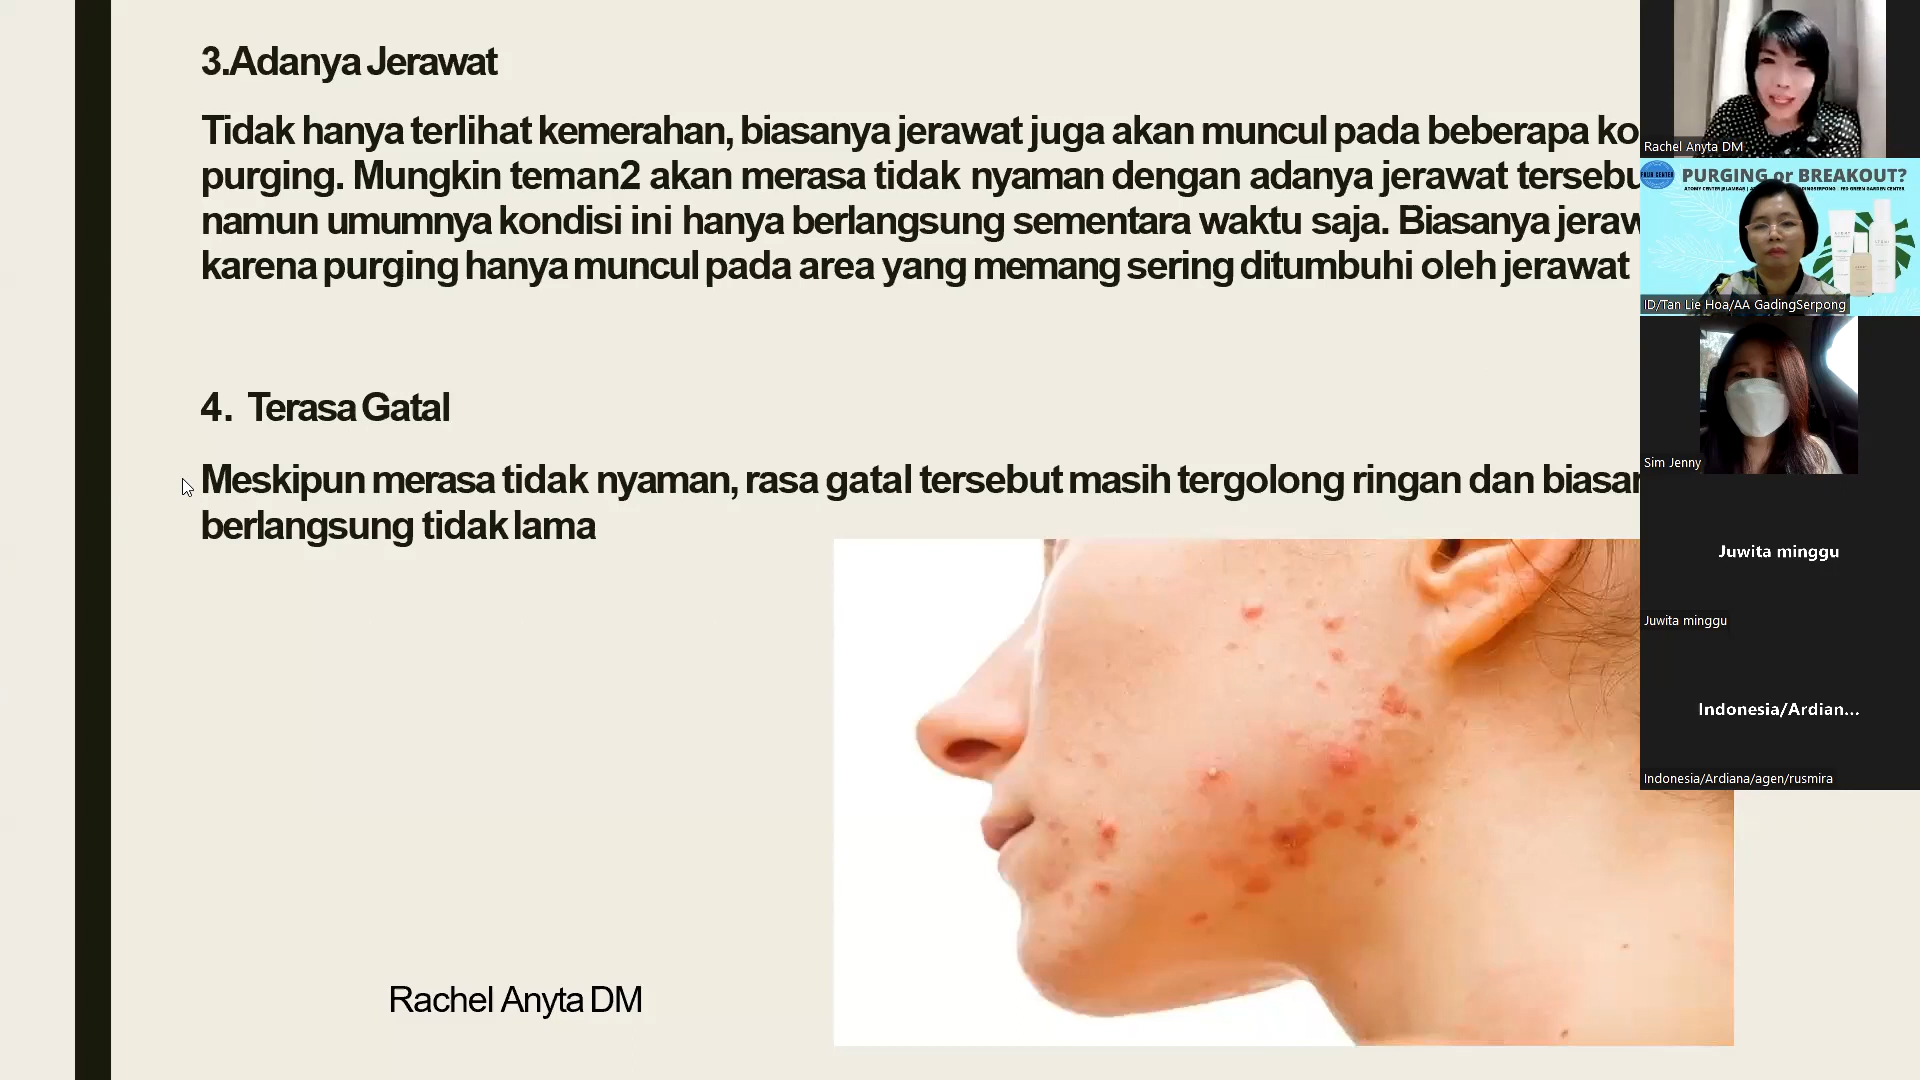 3.Adanya Jerawat
Tidak hanya terlihat kemerahan, biasanya jerawat juga akan muncul pada beberapa
purging. Mungkin teman2 akan merasa tidak nyaman dengan adanya jerawat
namun umumnya kondisi ini hanya berlangsung sementara waktu saja. Biasanya
karena purging hanya muncul pada area yang memang sering ditumbuhi oleh jerawat
4. Terasa Gatal
Meskipun merasa tidak nyaman, rasa gatal tersebut masih tergolong ringan dan
berlangsung tidak lama
Rachel Anyta DM
Rachel Anyta DM
PURGING or BREAKOUT?
ID/Tan Lie Hoa/AA GadingSerpong
Sim Jenny
Juwita minggu
Juwita minggu
Indonesia/Ardian...
Indonesia/Ardiana/agen/rusmira